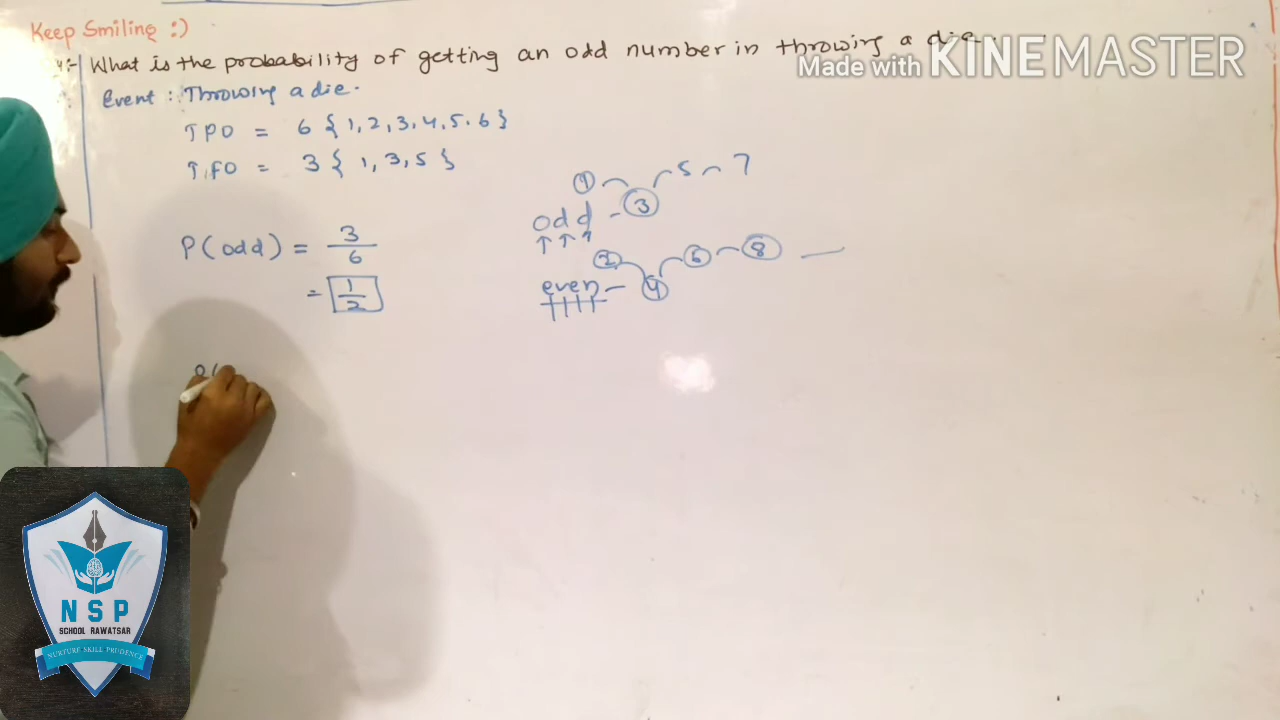 Keep Smiling :)
4:- What is the probability of getting an odd number in throwing a die.
Made with KINEMASTER
Event : Throwing a die.
TPO = 6 { 1, 2, 3, 4, 5. 6 }
TFO = 3 { 1, 3, 5 }
1 3 5 7
odd -
P(odd) = 3/6
2 4 6 8
even -
= 1/2
NSP
SCHOOL RAWATSAR
NURTURE SKILL PRUDENCE